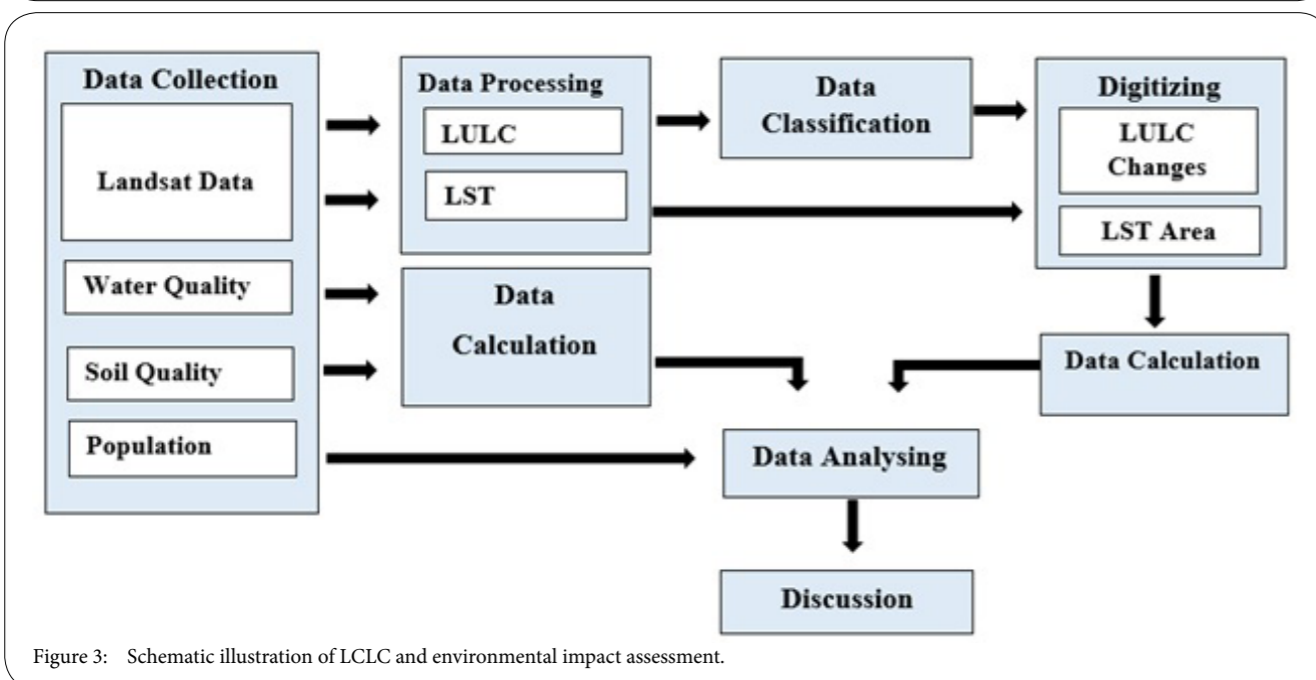 Data Collection
Landsat Data
Water Quality
Soil Quality
Population
Data Processing
LULC
LST
Data
Calculation
Data
Classification
Digitizing
LULC
Changes
LST Area
Data Calculation
Data Analysing
Discussion
Figure 3: Schematic illustration of LCLC and environmental impact assessment.